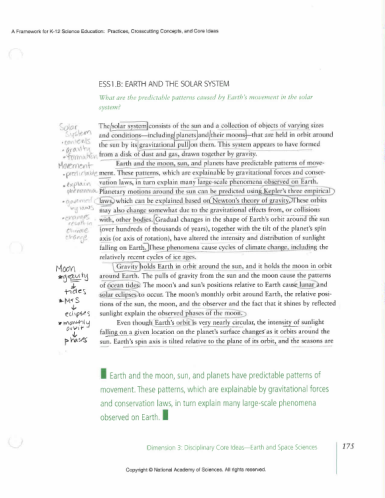 A Framework for K-12 Science Education: Practices, Crosscutting Concepts, and Core Ideas
ESS1.B: EARTH AND THE SOLAR SYSTEM
What are the predictable patterns caused by Earth's movement in the solar
system?
The solar system consists of the sun and a collection of objects of varying sizes
and conditions—including planets and their moons—that are held in orbit around
the sun by its gravitational pull on them. This system appears to have formed
from a disk of dust and gas, drawn together by gravity.
Earth and the moon, sun, and planets have predictable patterns of move-
ment. These patterns, which are explainable by gravitational forces and conser-
vation laws, in turn explain many large-scale phenomena observed on Earth.
Planetary motions around the sun can be predicted using Kepler's three empirical
laws, which can be explained based on Newton's theory of gravity. These orbits
may also change somewhat due to the gravitational effects from, or collisions
with, other bodies. Gradual changes in the shape of Earth's orbit around the sun
(over hundreds of thousands of years), together with the tilt of the planet's spin
axis (or axis of rotation), have altered the intensity and distribution of sunlight
falling on Earth. These phenomena cause cycles of climate change, including the
relatively recent cycles of ice ages.
Gravity holds Earth in orbit around the sun, and it holds the moon in orbit
around Earth. The pulls of gravity from the sun and the moon cause the patterns
of ocean tides. The moon's and sun's positions relative to Earth cause lunar and
solar eclipses to occur. The moon's monthly orbit around Earth, the relative posi-
tions of the sun, the moon, and the observer and the fact that it shines by reflected
sunlight explain the observed phases of the moon.
Even though Earth's orbit is very nearly circular, the intensity of sunlight
falling on a given location on the planet's surface changes as it orbits around the
sun. Earth's spin axis is tilted relative to the plane of its orbit, and the seasons are
Solar
System
• gravity
• formation
Movement
• predictable
• explain
phenomena
• changes
climate
change
Moon
• gravity
tides
• M+S
eclipses
• monthly
orbit
phases
Earth and the moon, sun, and planets have predictable patterns of
movement. These patterns, which are explainable by gravitational forces
and conservation laws, in turn explain many large-scale phenomena
observed on Earth.
Dimension 3: Disciplinary Core Ideas—Earth and Space Sciences 175
Copyright © National Academy of Sciences. All rights reserved.